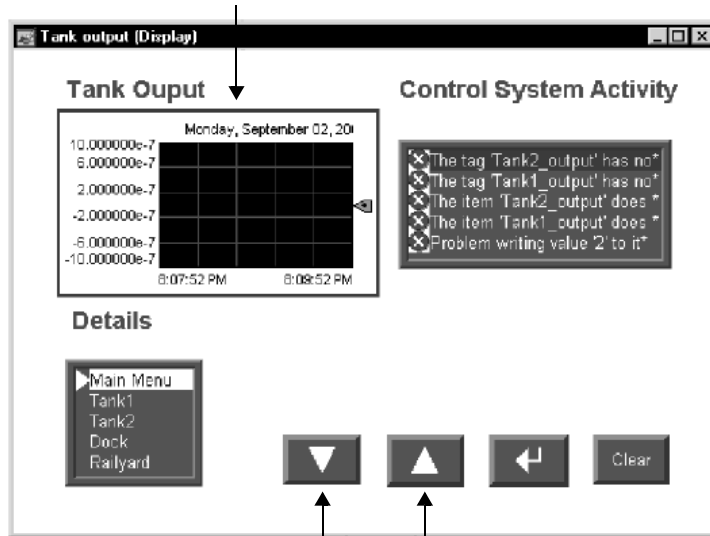 Tank output (Display)
Tank Ouput
Control System Activity
Monday, September 02, 20
10.000000e-7
6.000000e-7
2.000000e-7
-2.000000e-7
-6.000000e-7
-10.000000e-7
8:07:52 PM
8:09:52 PM
The tag 'Tank2_output' has no*
The tag 'Tank1_output' has no*
The item 'Tank2_output' does *
The item 'Tank1_output' does *
Problem writing value '2' to it*
Details
Main Menu
Tank1
Tank2
Dock
Railyard
Clear